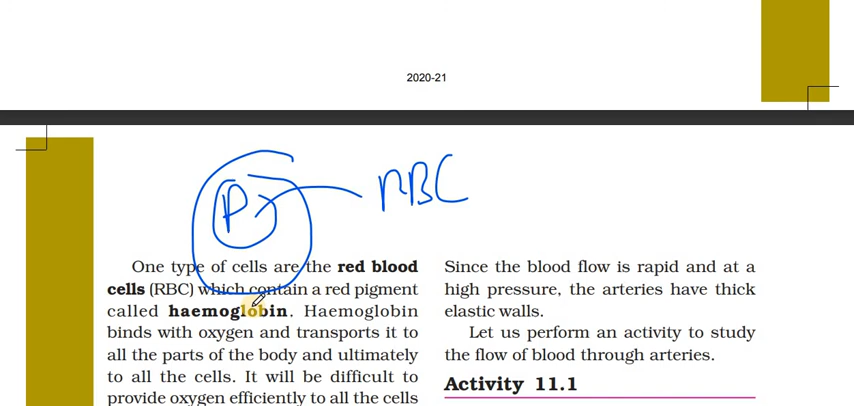 2020-21
P
RBC
One type of cells are the red blood
cells (RBC) which contain a red pigment
called haemoglobin. Haemoglobin
binds with oxygen and transports it to
all the parts of the body and ultimately
to all the cells. It will be difficult to
provide oxygen efficiently to all the cells
Since the blood flow is rapid and at a
high pressure, the arteries have thick
elastic walls.
Let us perform an activity to study
the flow of blood through arteries.
Activity 11.1